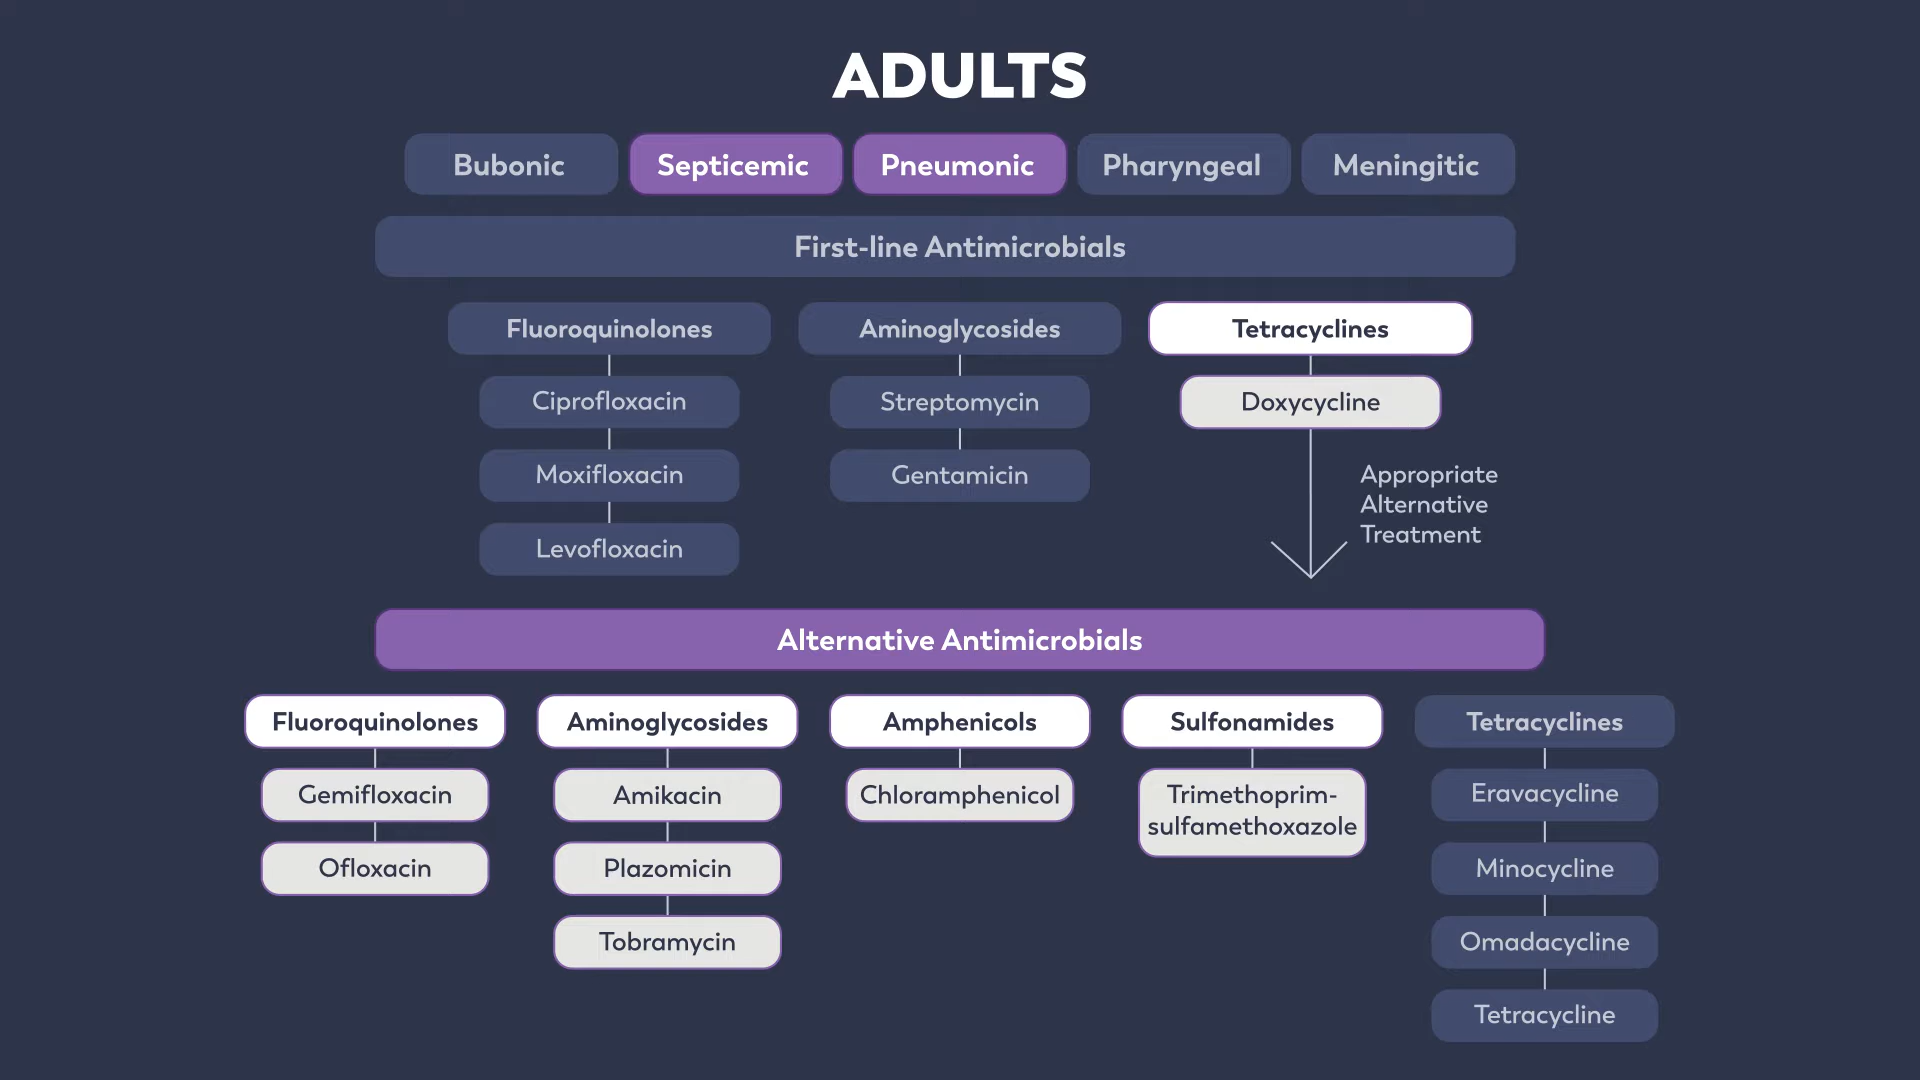 ADULTS
Bubonic
Septicemic
Pneumonic
Pharyngeal
Meningitic
First-line Antimicrobials
Fluoroquinolones
Ciprofloxacin
Moxifloxacin
Levofloxacin
Aminoglycosides
Streptomycin
Gentamicin
Tetracyclines
Doxycycline
Appropriate
Alternative
Treatment
Alternative Antimicrobials
Fluoroquinolones
Gemifloxacin
Ofloxacin
Aminoglycosides
Amikacin
Plazomicin
Tobramycin
Amphenicols
Chloramphenicol
Sulfonamides
Trimethoprim-
sulfamethoxazole
Tetracyclines
Eravacycline
Minocycline
Omadacycline
Tetracycline